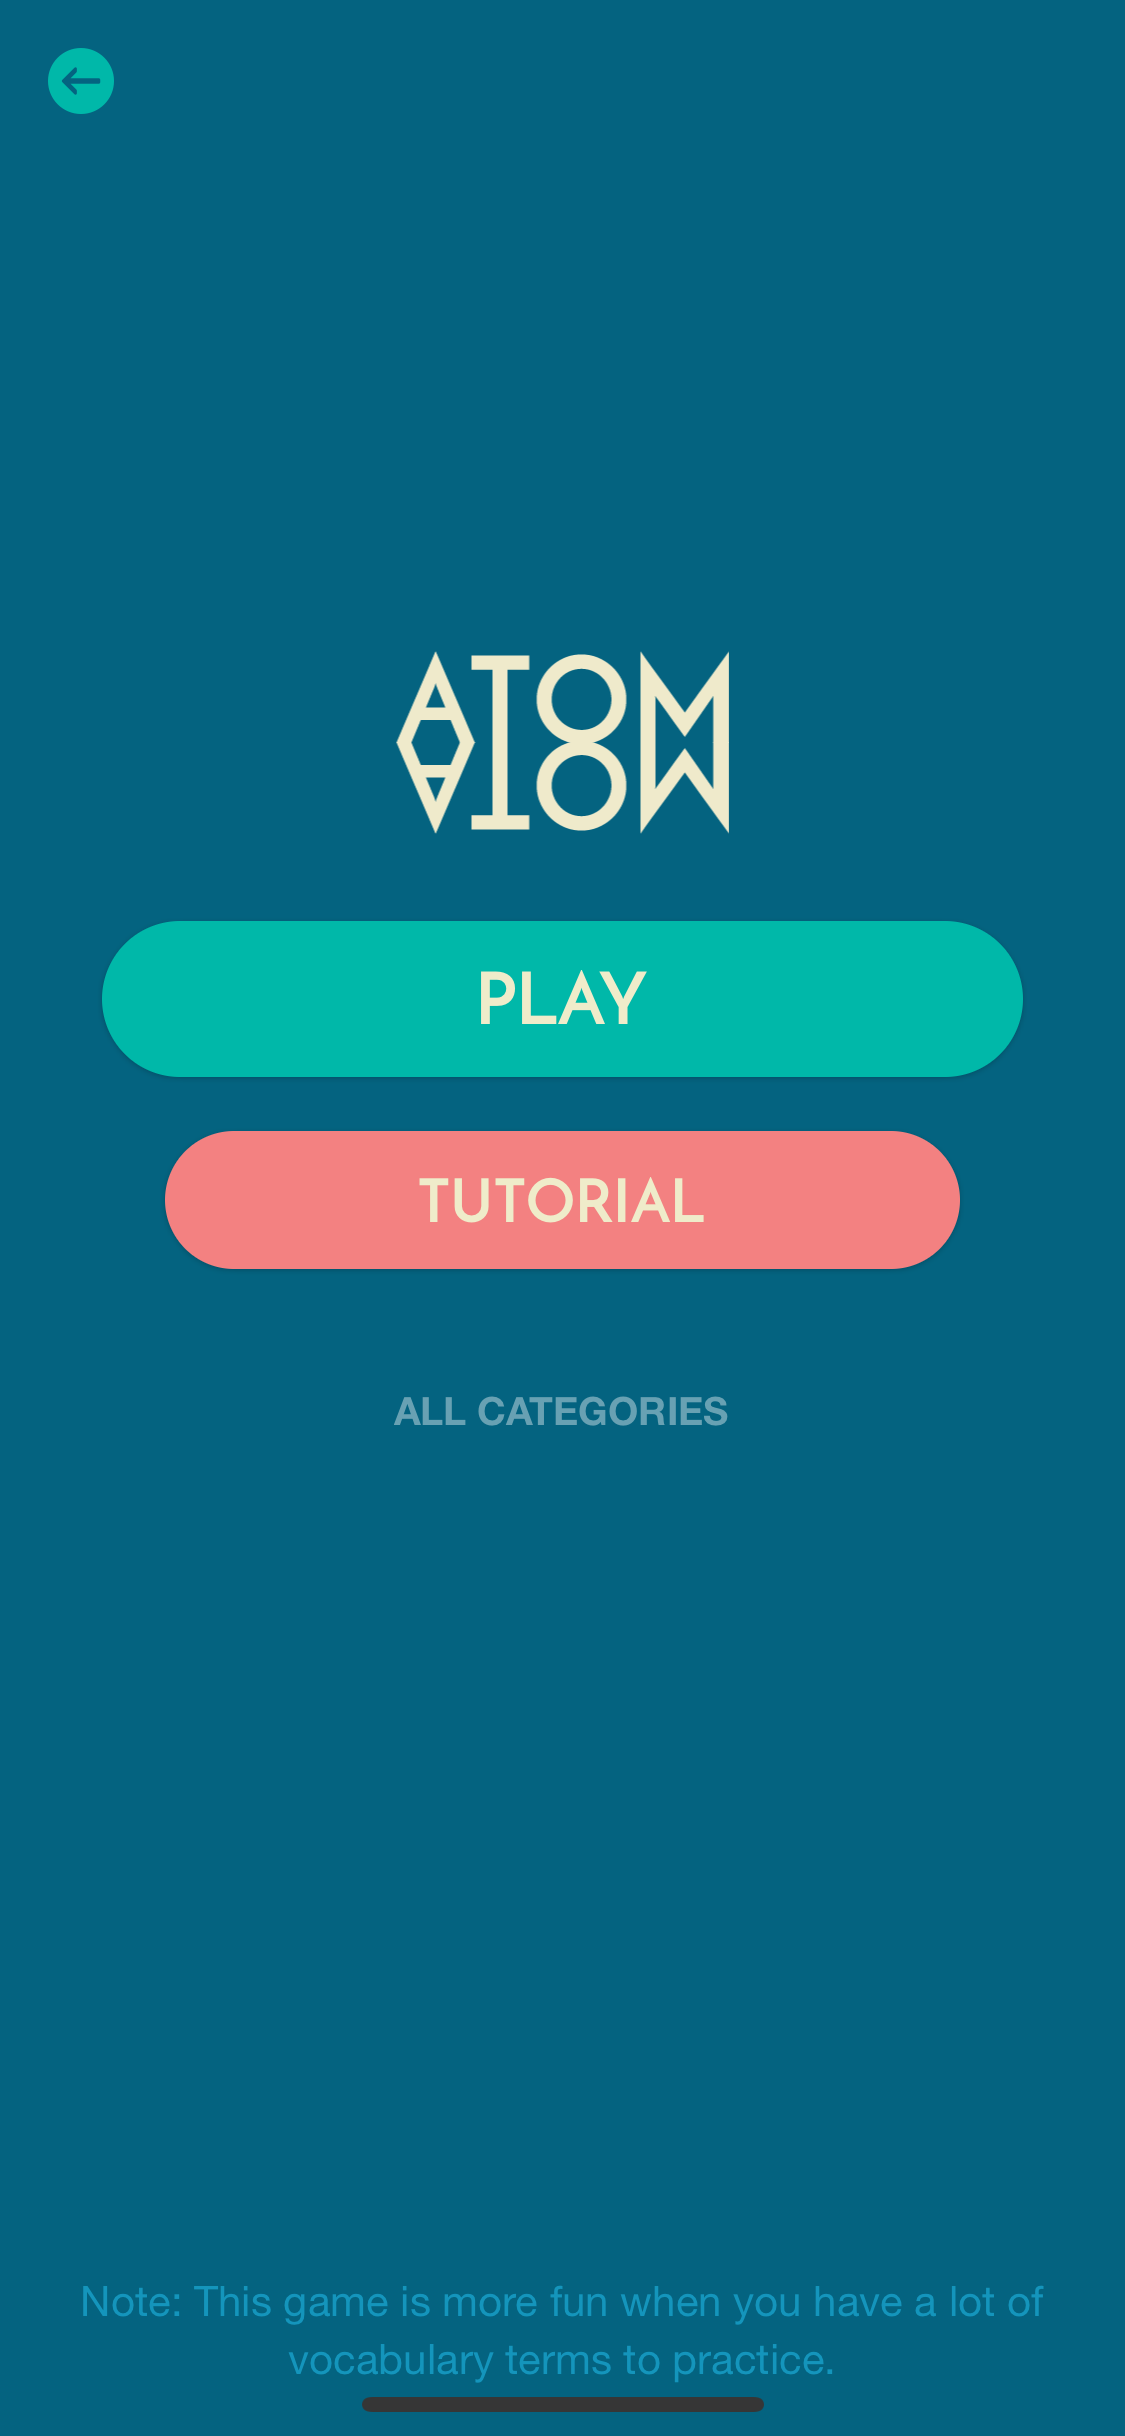 ATOM
PLAY
TUTORIAL
ALL CATEGORIES
Note: This game is more fun when you have a lot of
vocabulary terms to practice.